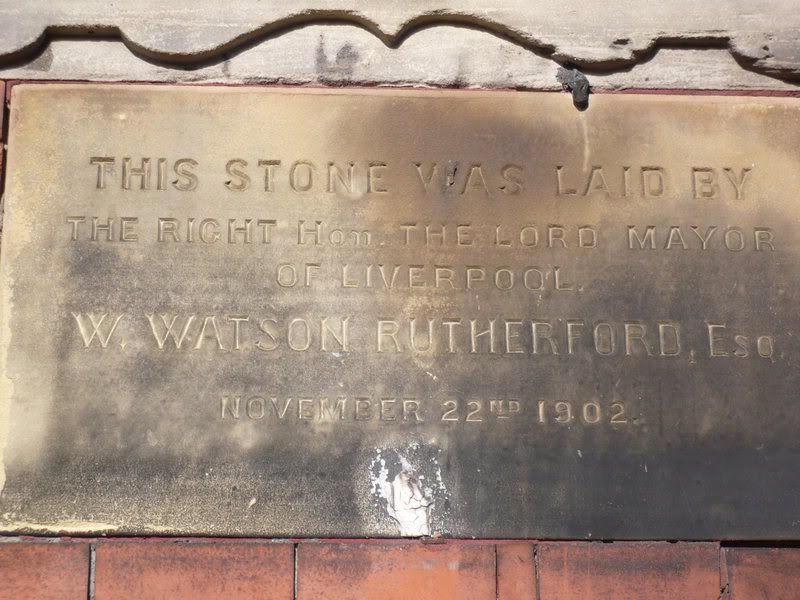 THIS STONE WAS LAID BY
THE RIGHT Hon. THE LORD MAYOR
OF LIVERPOOL.
W. WATSON RUTHERFORD, ESQ.
NOVEMBER 22ND 1902.